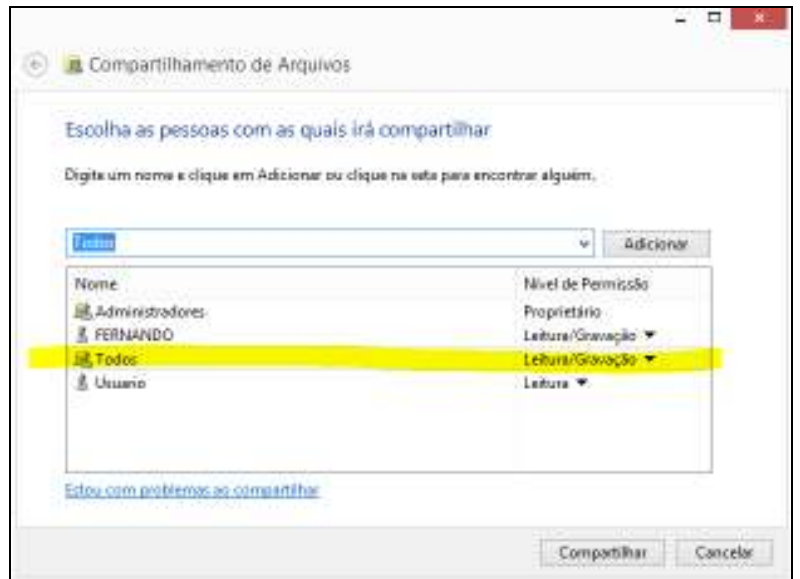 Compartilhamento de Arquivos
Escolha as pessoas com as quais irá compartilhar
Digite um nome e clique em Adicionar ou clique na seta para encontrar alguém.
Todos Adicionar
Nome Nível de Permissão
Administradores Proprietário
FERNANDO Leitura/Gravação
Todos Leitura/Gravação
Usuario Leitura
Estou com problemas ao compartilhar
Compartilhar Cancelar